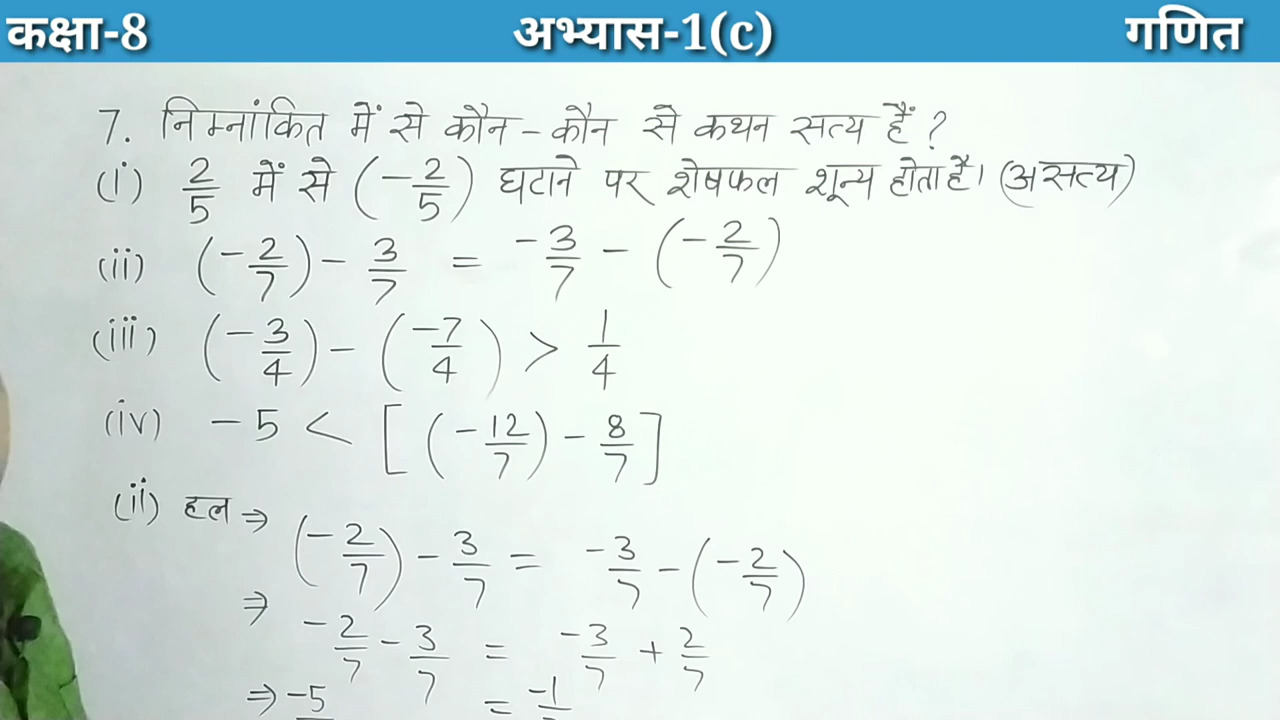 कक्षा-8 अभ्यास-1(c) गणित
7. निम्नांकित में से कौन-कौन से कथन सत्य हैं?
(i) 2/5 में से (-2/5) घटाने पर शेषफल शून्य होता है। (असत्य)
(ii) (-2/7) - 3/7 = -3/7 - (-2/7)
(iii) (-3/4) - (-7/4) > 1/4
(iv) -5 < [(-12/7) - 8/7]
(ii) हल ⇒
(-2/7) - 3/7 = -3/7 - (-2/7)
⇒ -2/7 - 3/7 = -3/7 + 2/7
⇒ -5 = -1